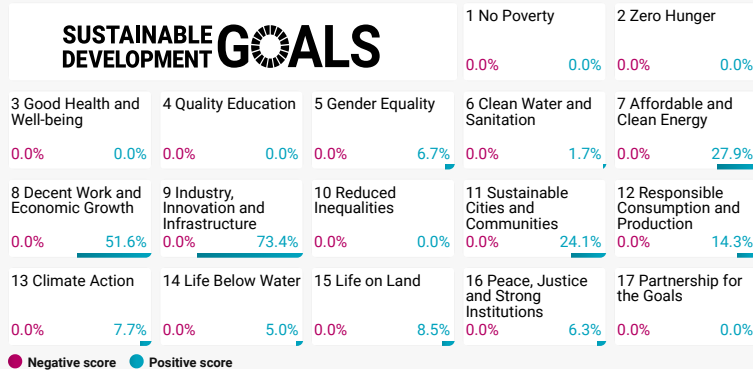 SUSTAINABLE
DEVELOPMENT GOALS
1 No Poverty
0.0% 0.0%
2 Zero Hunger
0.0% 0.0%
3 Good Health and
Well-being
0.0% 0.0%
4 Quality Education
0.0% 0.0%
5 Gender Equality
0.0% 6.7%
6 Clean Water and
Sanitation
0.0% 1.7%
7 Affordable and
Clean Energy
0.0% 27.9%
8 Decent Work and
Economic Growth
0.0% 51.6%
9 Industry,
Innovation and
Infrastructure
0.0% 73.4%
10 Reduced
Inequalities
0.0% 0.0%
11 Sustainable
Cities and
Communities
0.0% 24.1%
12 Responsible
Consumption and
Production
0.0% 14.3%
13 Climate Action
0.0% 7.7%
14 Life Below Water
0.0% 5.0%
15 Life on Land
0.0% 8.5%
16 Peace, Justice
and Strong
Institutions
0.0% 6.3%
17 Partnership for
the Goals
0.0% 0.0%
Negative score Positive score